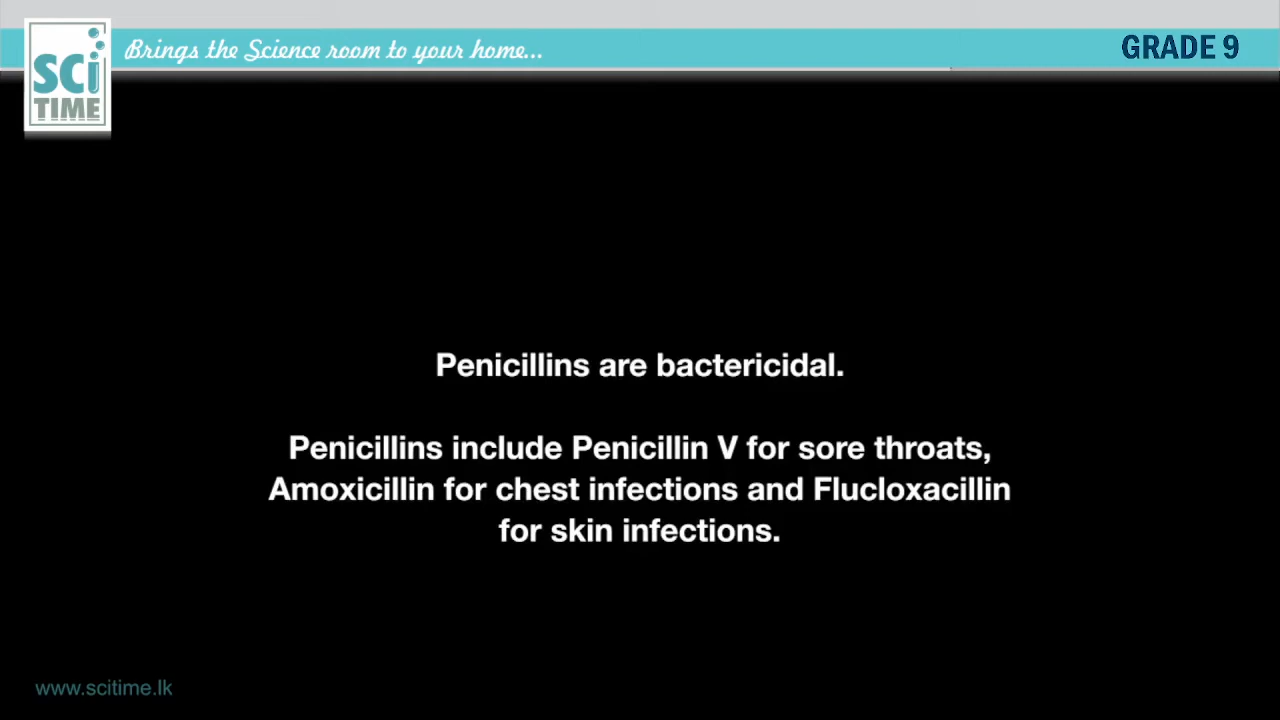 Brings the Science room to your home...
GRADE 9
SCi
TIME
Penicillins are bactericidal.
Penicillins include Penicillin V for sore throats,
Amoxicillin for chest infections and Flucloxacillin
for skin infections.
www.scitime.lk